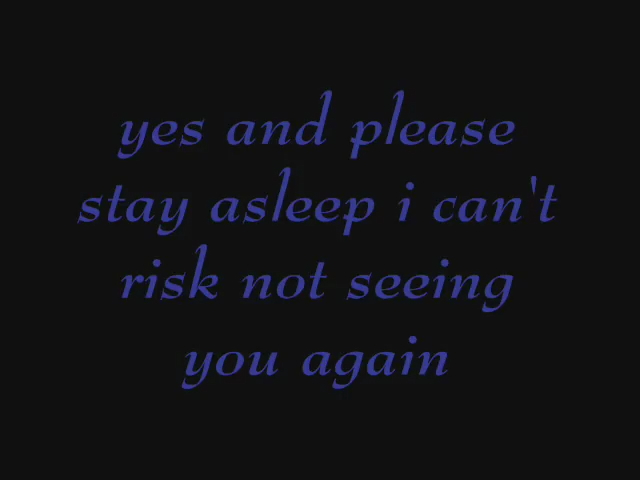 yes and please
stay asleep i can't
risk not seeing
you again